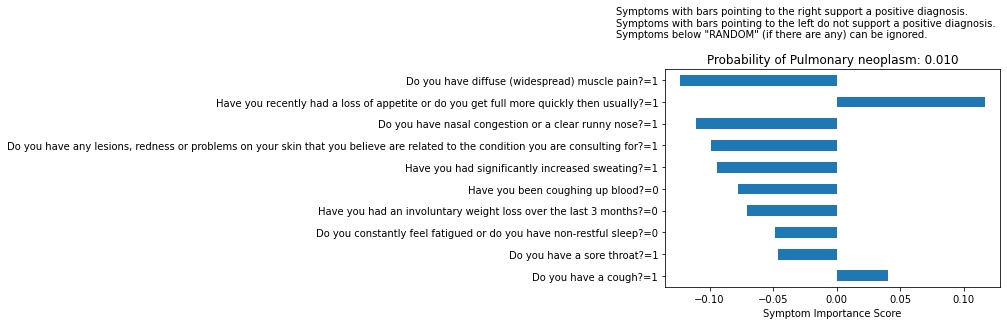 Symptoms with bars pointing to the right support a positive diagnosis.
Symptoms with bars pointing to the left do not support a positive diagnosis.
Symptoms below "RANDOM" (if there are any) can be ignored.
Probability of Pulmonary neoplasm: 0.010
Do you have diffuse (widespread) muscle pain?=1
Have you recently had a loss of appetite or do you get full more quickly then usually?=1
Do you have nasal congestion or a clear runny nose?=1
Do you have any lesions, redness or problems on your skin that you believe are related to the condition you are consulting for?=1
Have you had significantly increased sweating?=1
Have you been coughing up blood?=0
Have you had an involuntary weight loss over the last 3 months?=0
Do you constantly feel fatigued or do you have non-restful sleep?=0
Do you have a sore throat?=1
Do you have a cough?=1
−0.10 −0.05 0.00 0.05 0.10
Symptom Importance Score